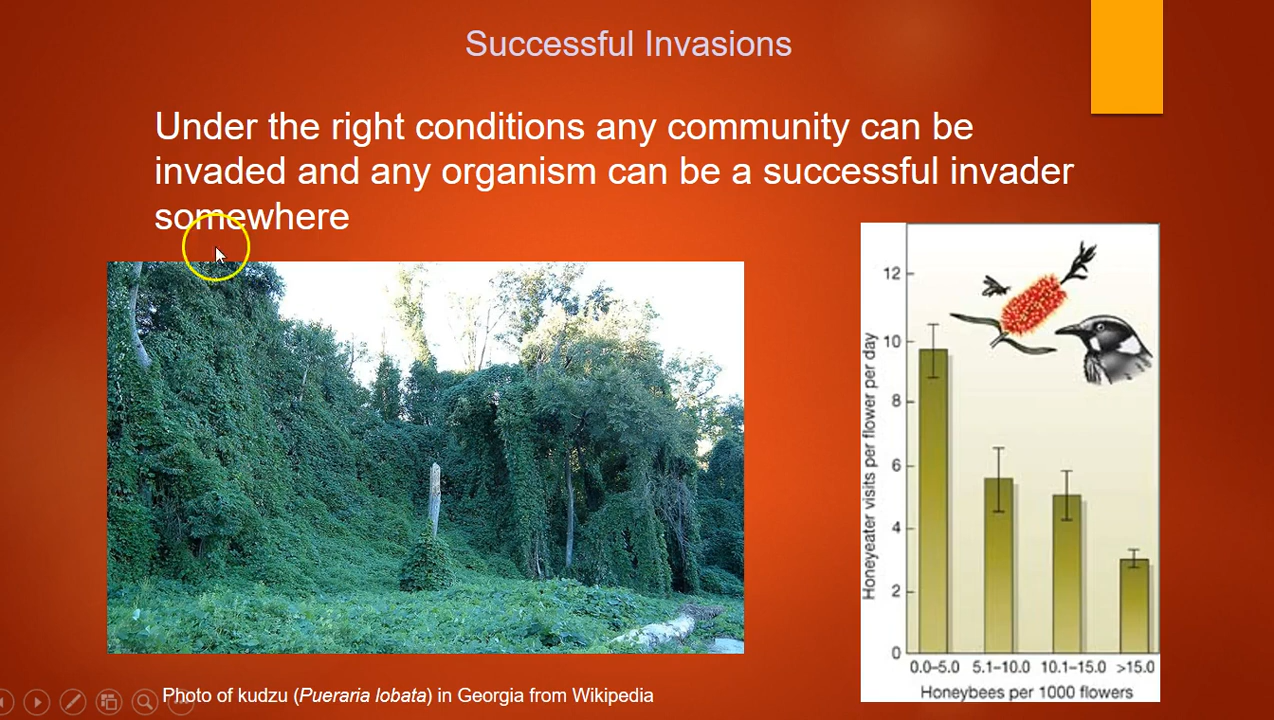 Successful Invasions
Under the right conditions any community can be
invaded and any organism can be a successful invader
somewhere
12
10
8
6
4
2
0
Honeyeater visits per flower per day
0.0–5.0 5.1–10.0 10.1–15.0 >15.0
Honeybees per 1000 flowers
Photo of kudzu (Pueraria lobata) in Georgia from Wikipedia